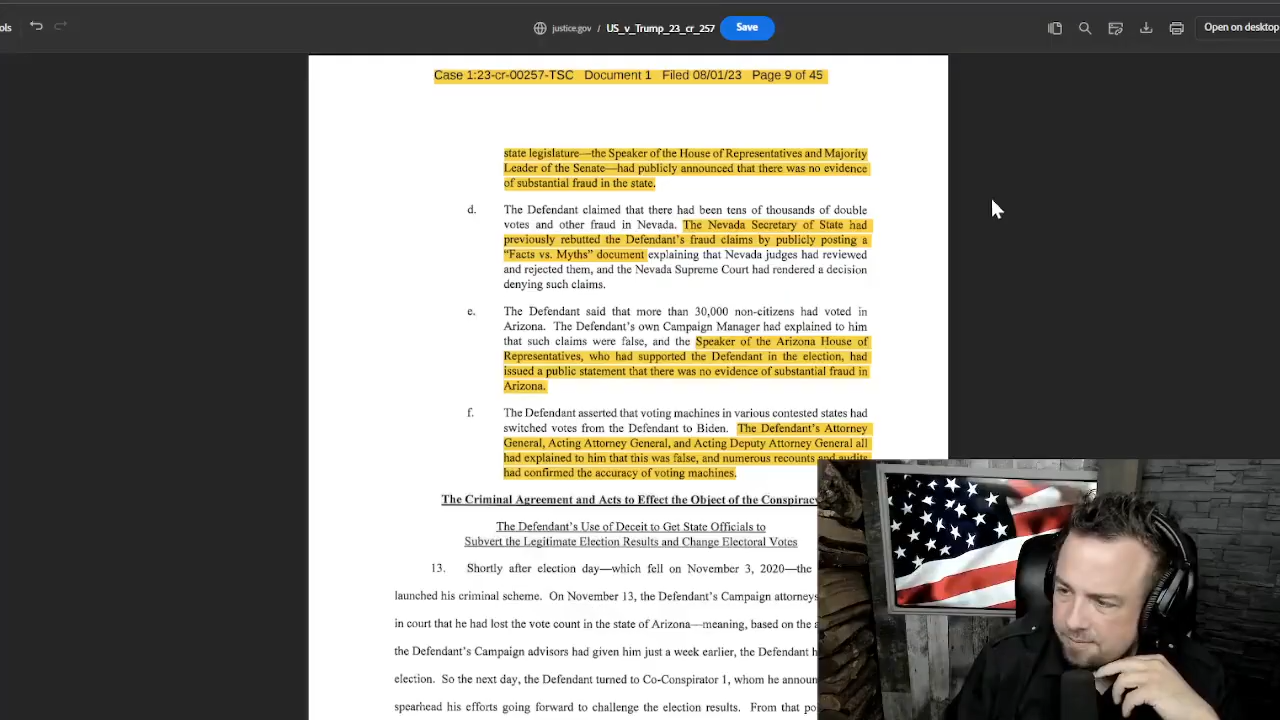 ols
justice.gov / US_v_Trump_23_cr_257 Save
Open on desktop
Case 1:23-cr-00257-TSC Document 1 Filed 08/01/23 Page 9 of 45
state legislature—the Speaker of the House of Representatives and Majority
Leader of the Senate—had publicly announced that there was no evidence
of substantial fraud in the state.
d. The Defendant claimed that there had been tens of thousands of double
votes and other fraud in Nevada. The Nevada Secretary of State had
previously rebutted the Defendant's fraud claims by publicly posting a
“Facts vs. Myths” document explaining that Nevada judges had reviewed
and rejected them, and the Nevada Supreme Court had rendered a decision
denying such claims.
e. The Defendant said that more than 30,000 non-citizens had voted in
Arizona. The Defendant's own Campaign Manager had explained to him
that such claims were false, and the Speaker of the Arizona House of
Representatives, who had supported the Defendant in the election, had
issued a public statement that there was no evidence of substantial fraud in
Arizona.
f. The Defendant asserted that voting machines in various contested states had
switched votes from the Defendant to Biden. The Defendant's Attorney
General, Acting Attorney General, and Acting Deputy Attorney General all
had explained to him that this was false, and numerous recounts and audits
had confirmed the accuracy of voting machines.
The Criminal Agreement and Acts to Effect the Object of the Conspiracy
The Defendant's Use of Deceit to Get State Officials to
Subvert the Legitimate Election Results and Change Electoral Votes
13. Shortly after election day—which fell on November 3, 2020—the
launched his criminal scheme. On November 13, the Defendant's Campaign attorneys
in court that he had lost the vote count in the state of Arizona—meaning, based on the
the Defendant's Campaign advisors had given him just a week earlier, the Defendant
election. So the next day, the Defendant turned to Co-Conspirator 1, whom he
spearhead his efforts going forward to challenge the election results. From that